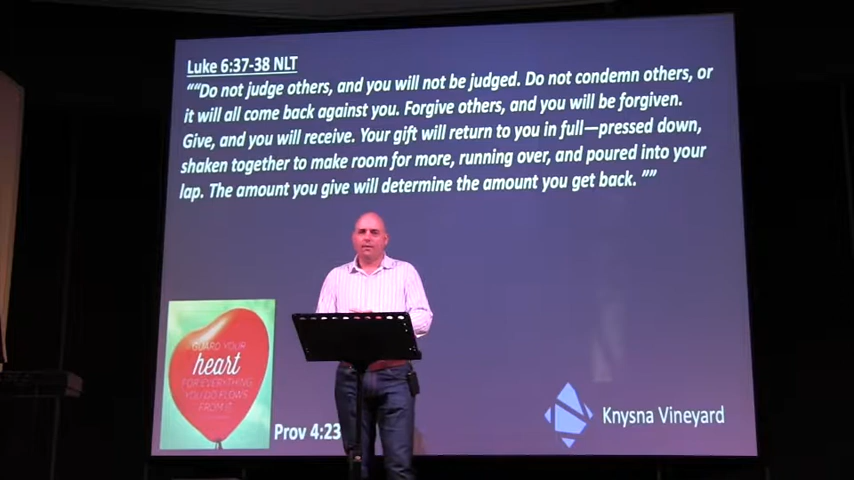 Luke 6:37-38 NLT
““Do not judge others, and you will not be judged. Do not condemn others, or
it will all come back against you. Forgive others, and you will be forgiven.
Give, and you will receive. Your gift will return to you in full—pressed down,
shaken together to make room for more, running over, and poured into your
lap. The amount you give will determine the amount you get back. ””
GUARD YOUR
heart
FOR EVERYTHING
YOU DO FLOWS
FROM IT
Prov 4:23
Knysna Vineyard